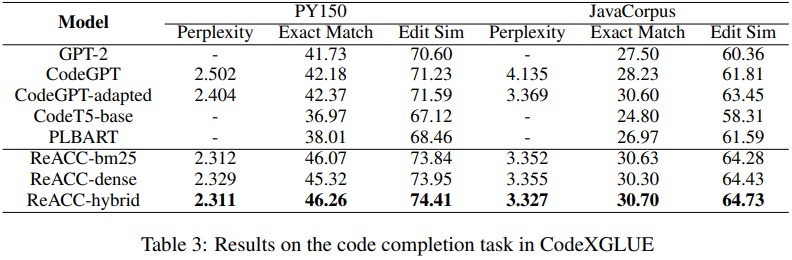 Model PY150 JavaCorpus
Perplexity Exact Match Edit Sim Perplexity Exact Match Edit Sim
GPT-2 - 41.73 70.60 - 27.50 60.36
CodeGPT 2.502 42.18 71.23 4.135 28.23 61.81
CodeGPT-adapted 2.404 42.37 71.59 3.369 30.60 63.45
CodeT5-base - 36.97 67.12 - 24.80 58.31
PLBART - 38.01 68.46 - 26.97 61.59
ReACC-bm25 2.312 46.07 73.84 3.352 30.63 64.28
ReACC-dense 2.329 45.32 73.95 3.355 30.30 64.43
ReACC-hybrid 2.311 46.26 74.41 3.327 30.70 64.73
Table 3: Results on the code completion task in CodeXGLUE